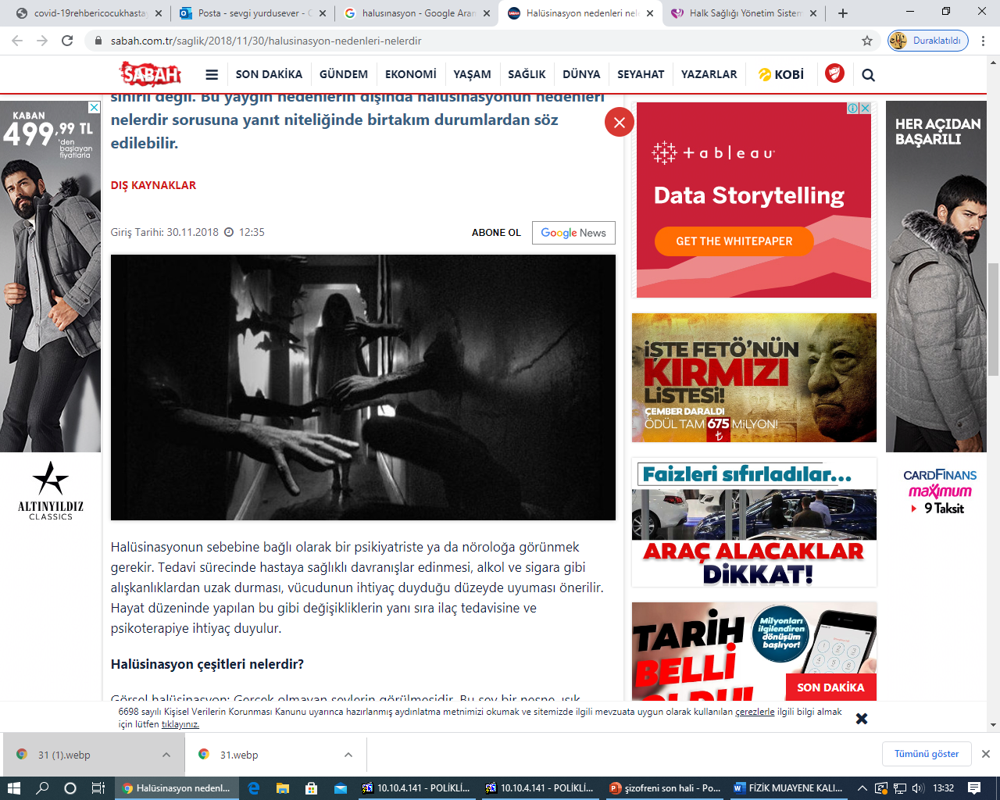 covid-19rehbericocukhasta
Posta - sevgi yurdusever - O
halusınasyon - Google Aran
Halüsinasyon nedenleri nele
Halk Sağlığı Yönetim Sistem
sabah.com.tr/saglik/2018/11/30/halusinasyon-nedenleri-nelerdir
Duraklatıldı
SABAH
SON DAKİKA GÜNDEM EKONOMİ YAŞAM SAĞLIK DÜNYA SEYAHAT YAZARLAR KOBİ
sınırlı değil. Bu yaygın nedenlerin dışında halüsinasyonun nedenleri
nelerdir sorusuna yanıt niteliğinde birtakım durumlardan söz
edilebilir.
DIŞ KAYNAKLAR
Giriş Tarihi: 30.11.2018 12:35
ABONE OL Google News
Halüsinasyonun sebebine bağlı olarak bir psikiyatriste ya da nöroloğa görünmek
gerekir. Tedavi sürecinde hastaya sağlıklı davranışlar edinmesi, alkol ve sigara gibi
alışkanlıklardan uzak durması, vücudunun ihtiyaç duyduğu düzeyde uyuması önerilir.
Hayat düzeninde yapılan bu gibi değişikliklerin yanı sıra ilaç tedavisine ve
psikoterapiye ihtiyaç duyulur.
Halüsinasyon çeşitleri nelerdir?
Görsel halüsinasyon: Gerçek olmayan şeylerin görülmesidir. Bu şey bir nesne, ışık
KABAN
499,99 TL
'den
başlayan
fiyatlarla
ALTINYILDIZ
CLASSICS
+ableau
Data Storytelling
GET THE WHITEPAPER
İŞTE FETÖ'NÜN
KIRMIZI
LİSTESİ!
ÇEMBER DARALDI
ÖDÜL TAM 675 MİLYON!
₺
Faizleri sıfırladılar...
ARAÇ ALACAKLAR
DİKKAT!
TARİH
BELLİ
OLDU!
Milyonları
ilgilendiren
dönüşüm
başlıyor!
SON DAKİKA
HER AÇIDAN
BAŞARILI
CARDFINANS
maximum
9 Taksit
6698 sayılı Kişisel Verilerin Korunması Kanunu uyarınca hazırlanmış aydınlatma metnimizi okumak ve sitemizde ilgili mevzuata uygun olarak kullanılan çerezlerle ilgili bilgi almak
için lütfen tıklayınız.
31 (1).webp
31.webp
Tümünü göster
Halüsinasyon nedenl...
10.10.4.141 - POLİKLİ...
10.10.4.141 - POLİKLİ...
şizofreni son hali - Po...
FİZİK MUAYENE KALI...
13:32